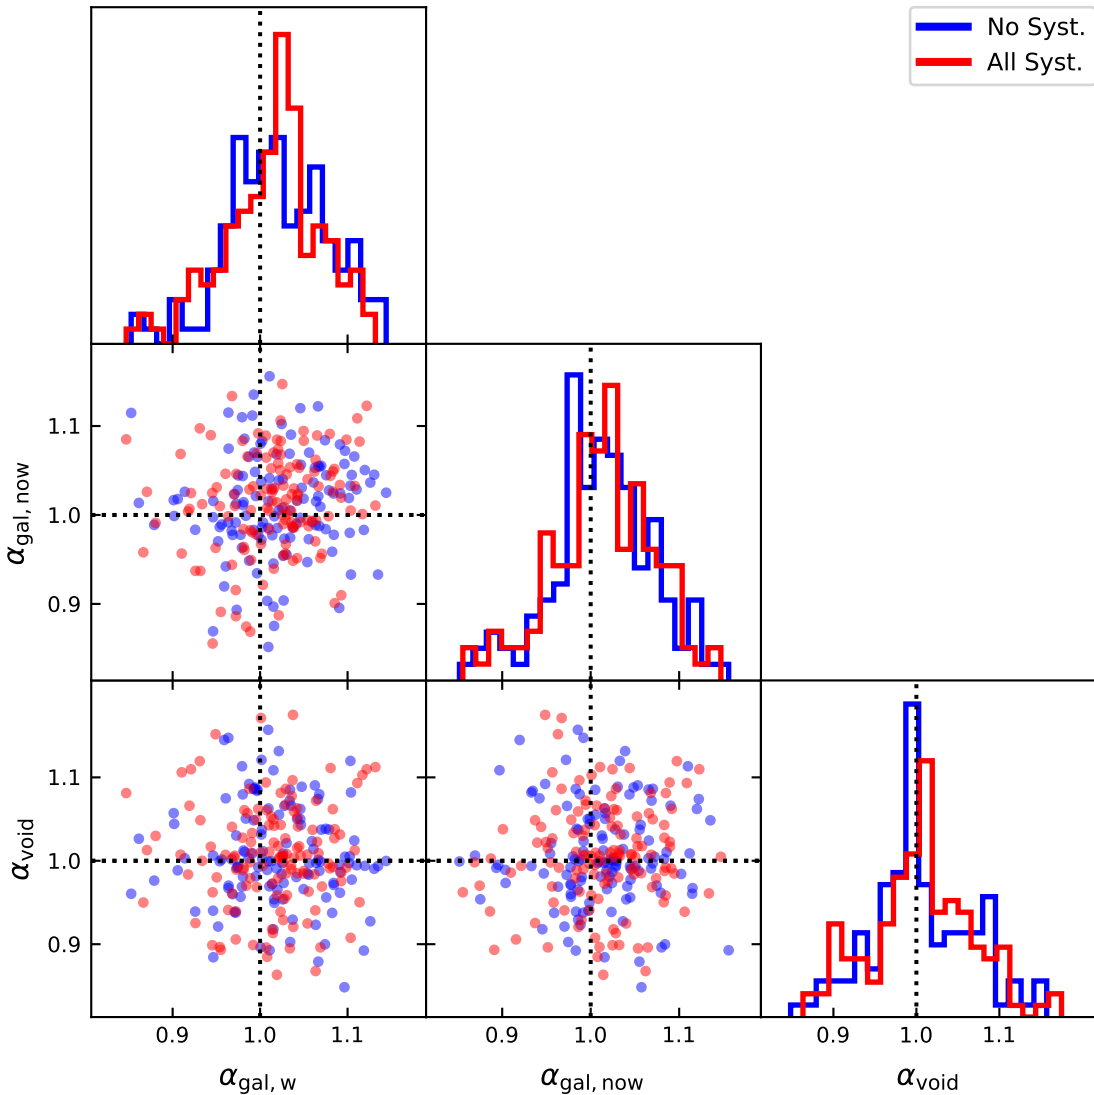 No Syst.
All Syst.
α_gal, now
1.1
1.0
0.9
α_void
1.1
1.0
0.9
0.9 1.0 1.1 0.9 1.0 1.1 0.9 1.0 1.1
α_gal, w α_gal, now α_void